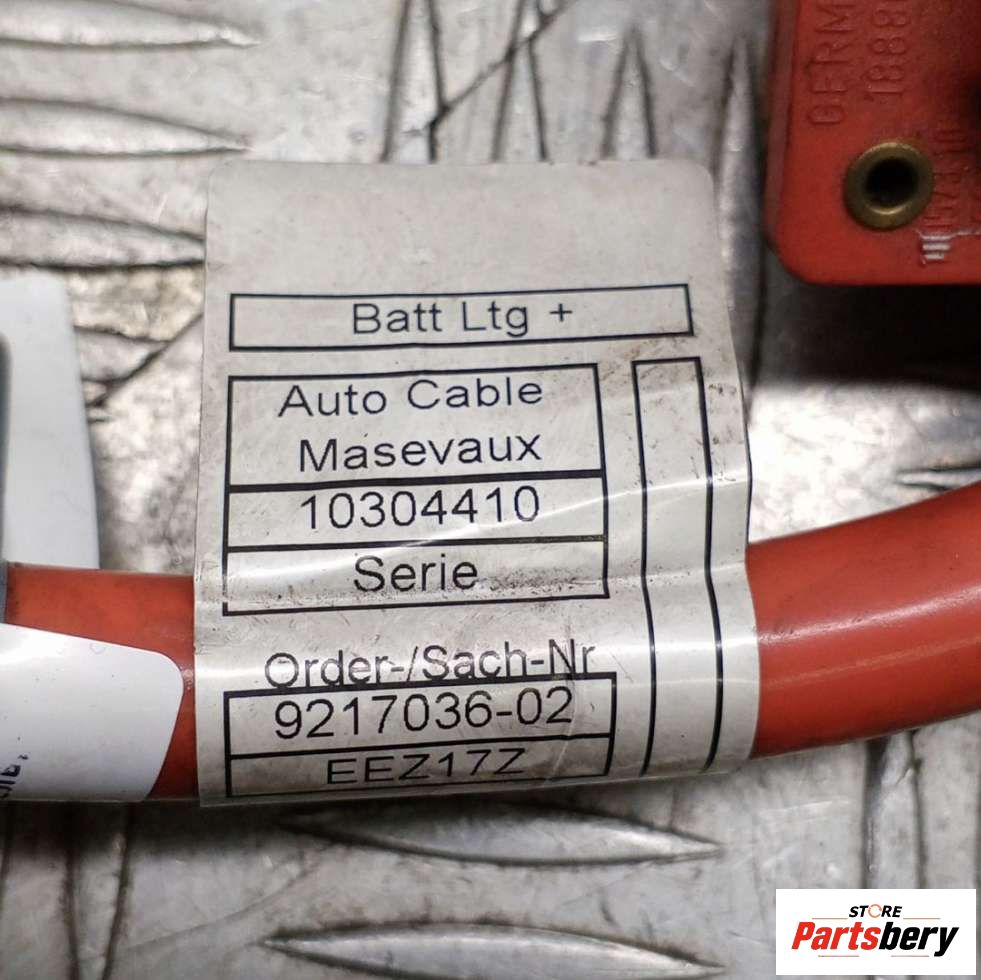 Batt Ltg +
Auto Cable
Masevaux
10304410
Serie
Order-/Sach-Nr
9217036-02
EEZ17Z
STORE
Partsbery